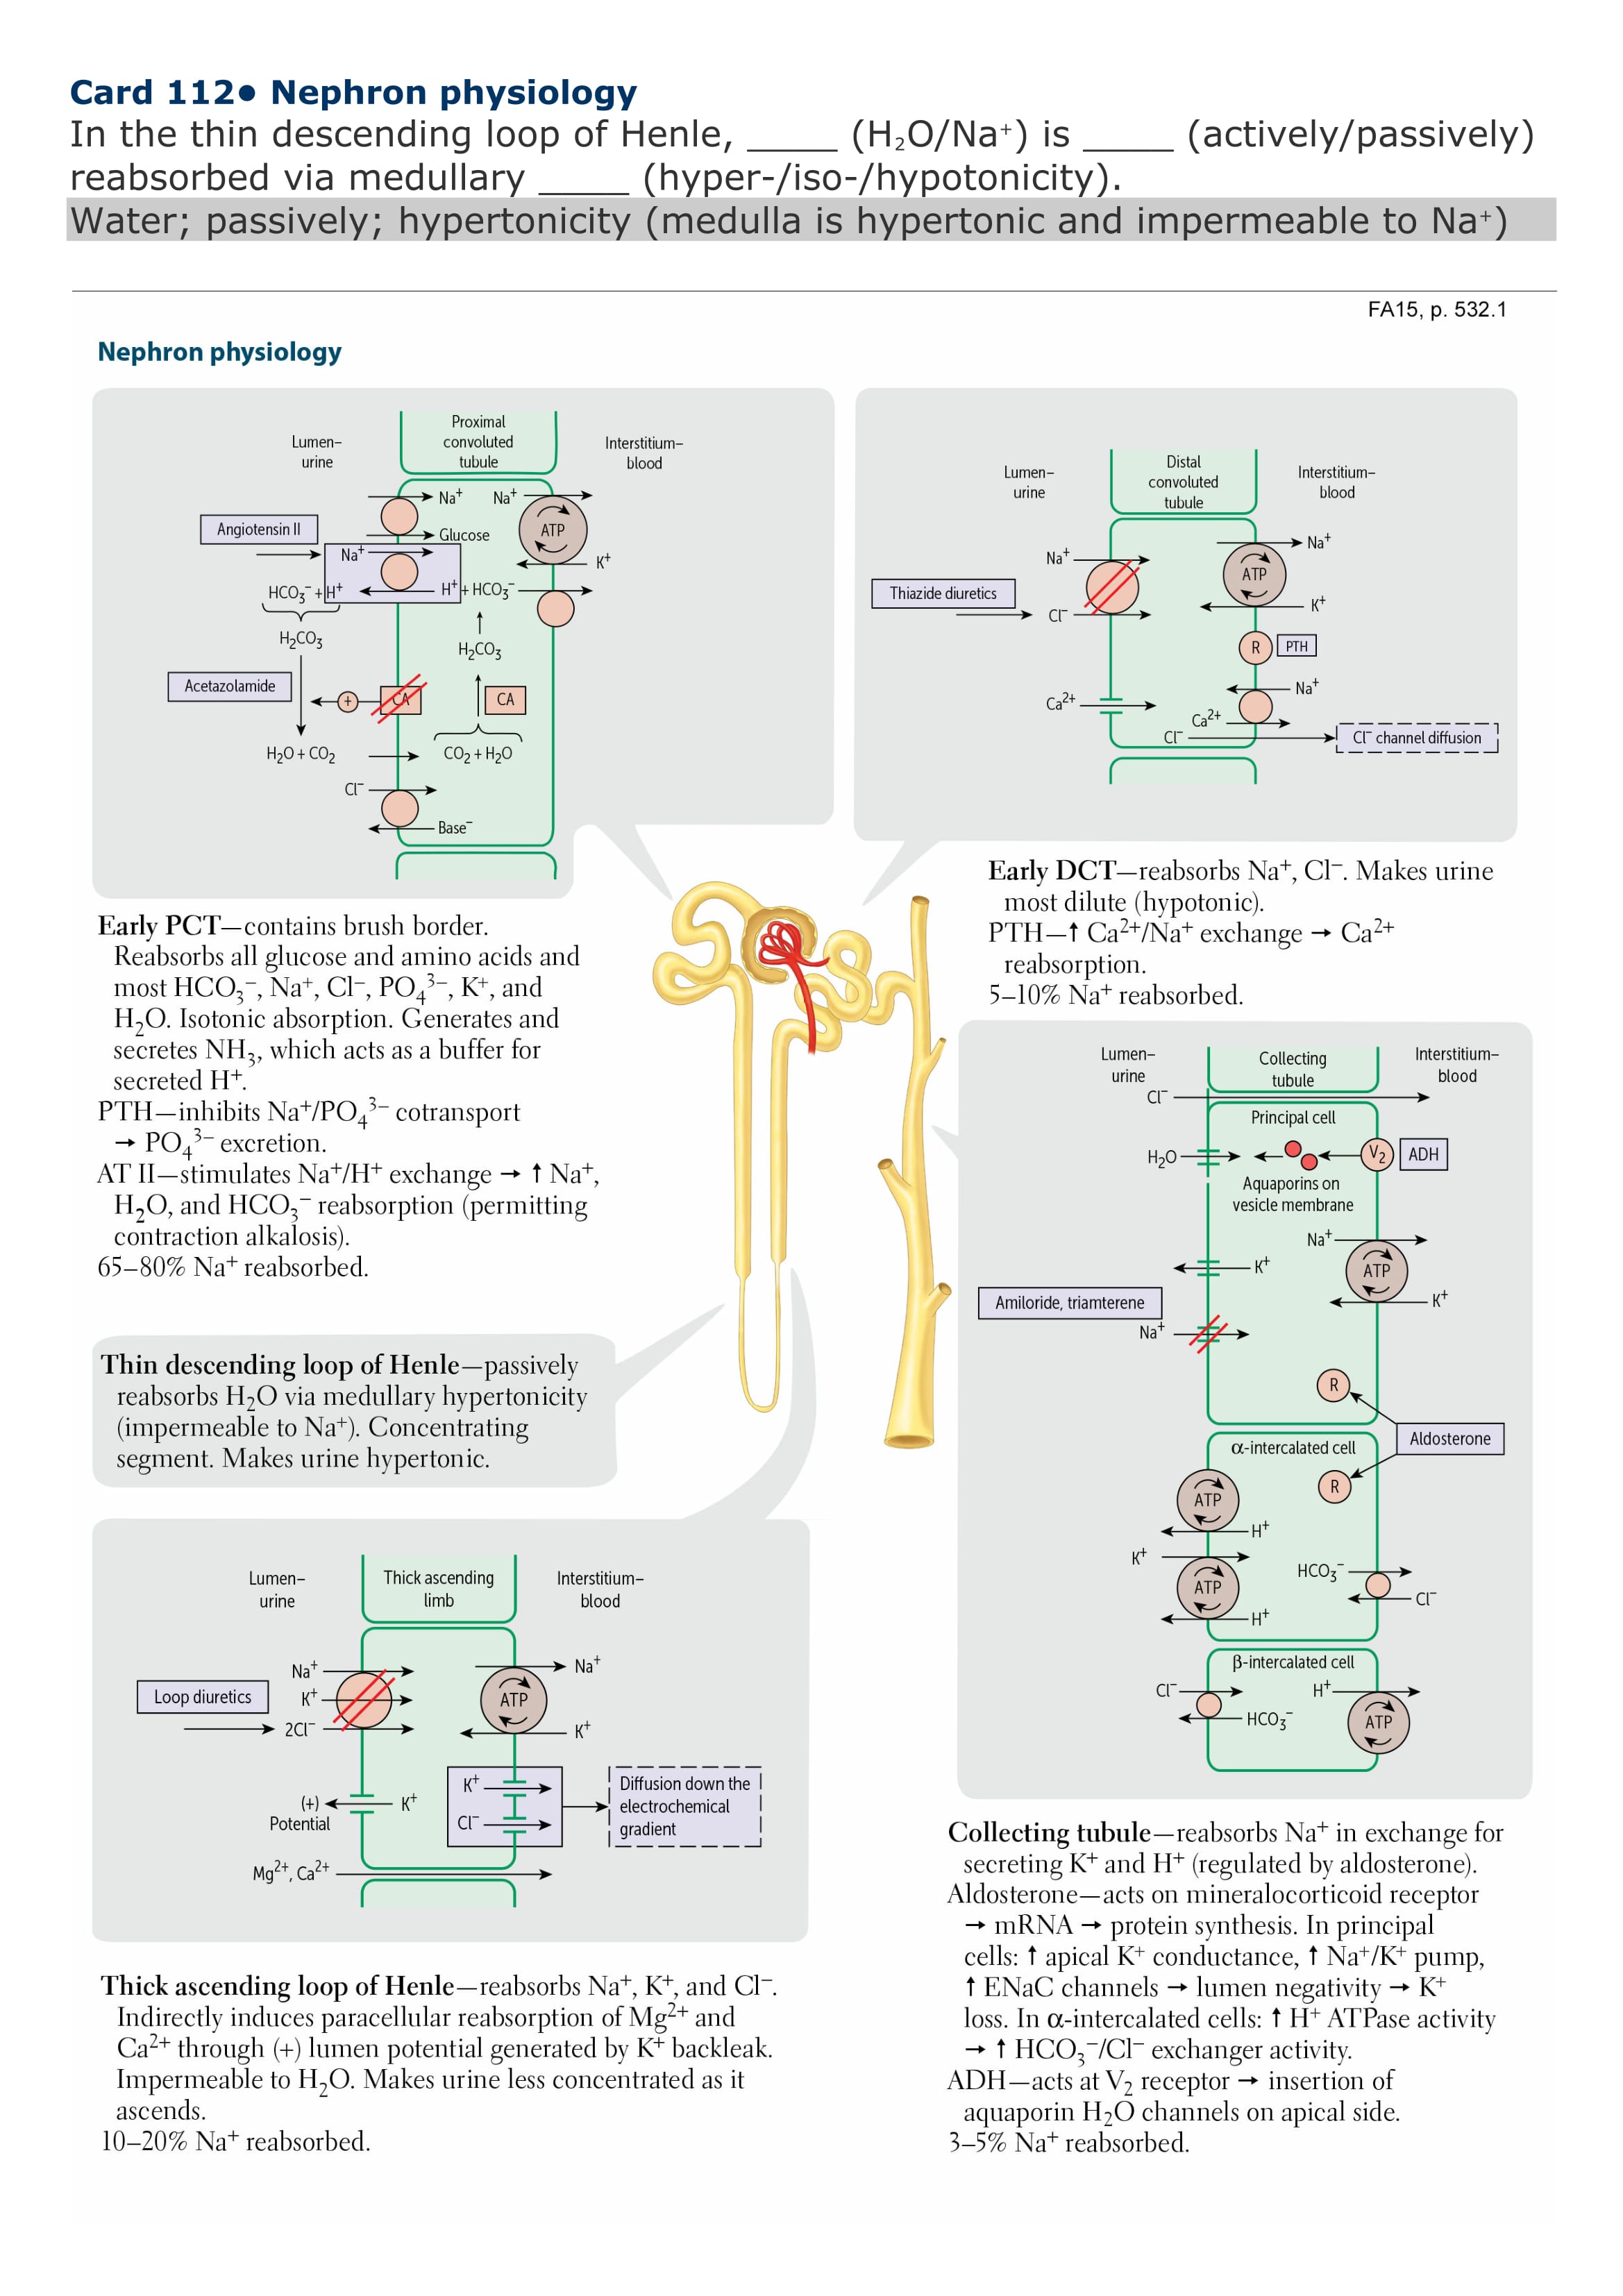 Card 112● Nephron physiology
In the thin descending loop of Henle, _____ (H₂O/Na⁺) is _____ (actively/passively)
reabsorbed via medullary _____ (hyper-/iso-/hypotonicity).
Water; passively; hypertonicity (medulla is hypertonic and impermeable to Na⁺)
FA15, p. 532.1
Nephron physiology
Lumen–
urine
Proximal
convoluted
tubule
Interstitium–
blood
Na⁺
Na⁺
Angiotensin II
Glucose
ATP
Na⁺
K⁺
HCO₃⁻ + H⁺
H⁺ + HCO₃⁻
H₂CO₃
H₂CO₃
Acetazolamide
+
CA
CA
H₂O + CO₂
CO₂ + H₂O
Cl⁻
Base⁻
Lumen–
urine
Distal
convoluted
tubule
Interstitium–
blood
Na⁺
Na⁺
ATP
Thiazide diuretics
Cl⁻
K⁺
R
PTH
Na⁺
Ca²⁺
Ca²⁺
Cl⁻
Cl⁻ channel diffusion
Early PCT—contains brush border.
Reabsorbs all glucose and amino acids and
most HCO₃⁻, Na⁺, Cl⁻, PO₄³⁻, K⁺, and
H₂O. Isotonic absorption. Generates and
secretes NH₃, which acts as a buffer for
secreted H⁺.
PTH—inhibits Na⁺/PO₄³⁻ cotransport
→ PO₄³⁻ excretion.
AT II—stimulates Na⁺/H⁺ exchange → ↑ Na⁺,
H₂O, and HCO₃⁻ reabsorption (permitting
contraction alkalosis).
65–80% Na⁺ reabsorbed.
Early DCT—reabsorbs Na⁺, Cl⁻. Makes urine
most dilute (hypotonic).
PTH—↑ Ca²⁺/Na⁺ exchange → Ca²⁺
reabsorption.
5–10% Na⁺ reabsorbed.
Thin descending loop of Henle—passively
reabsorbs H₂O via medullary hypertonicity
(impermeable to Na⁺). Concentrating
segment. Makes urine hypertonic.
Lumen–
urine
Collecting
tubule
Interstitium–
blood
Cl⁻
Principal cell
H₂O
V₂
ADH
Aquaporins on
vesicle membrane
Na⁺
K⁺
ATP
Amiloride, triamterene
K⁺
Na⁺
R
Aldosterone
α-intercalated cell
R
ATP
H⁺
K⁺
HCO₃⁻
ATP
Cl⁻
H⁺
β-intercalated cell
Cl⁻
H⁺
HCO₃⁻
ATP
Lumen–
urine
Thick ascending
limb
Interstitium–
blood
Na⁺
Na⁺
Loop diuretics
K⁺
ATP
2Cl⁻
K⁺
K⁺
(+)
Potential
K⁺
Cl⁻
Diffusion down the
electrochemical
gradient
Mg²⁺, Ca²⁺
Thick ascending loop of Henle—reabsorbs Na⁺, K⁺, and Cl⁻.
Indirectly induces paracellular reabsorption of Mg²⁺ and
Ca²⁺ through (+) lumen potential generated by K⁺ backleak.
Impermeable to H₂O. Makes urine less concentrated as it
ascends.
10–20% Na⁺ reabsorbed.
Collecting tubule—reabsorbs Na⁺ in exchange for
secreting K⁺ and H⁺ (regulated by aldosterone).
Aldosterone—acts on mineralocorticoid receptor
→ mRNA → protein synthesis. In principal
cells: ↑ apical K⁺ conductance, ↑ Na⁺/K⁺ pump,
↑ ENaC channels → lumen negativity → K⁺
loss. In α-intercalated cells: ↑ H⁺ ATPase activity
→ ↑ HCO₃⁻/Cl⁻ exchanger activity.
ADH—acts at V₂ receptor → insertion of
aquaporin H₂O channels on apical side.
3–5% Na⁺ reabsorbed.